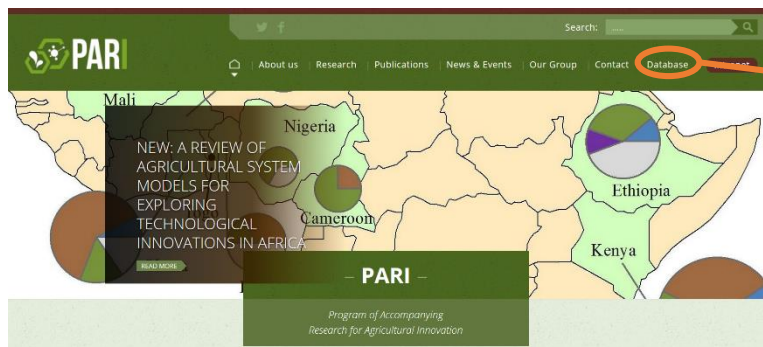 Search: .....
PARI
About us Research Publications News & Events Our Group Contact Database
Mali
Nigeria
NEW: A REVIEW OF
AGRICULTURAL SYSTEM
MODELS FOR
EXPLORING
TECHNOLOGICAL
INNOVATIONS IN AFRICA
READ MORE
Ethiopia
Cameroon
Kenya
– PARI –
Program of Accompanying
Research for Agricultural Innovation